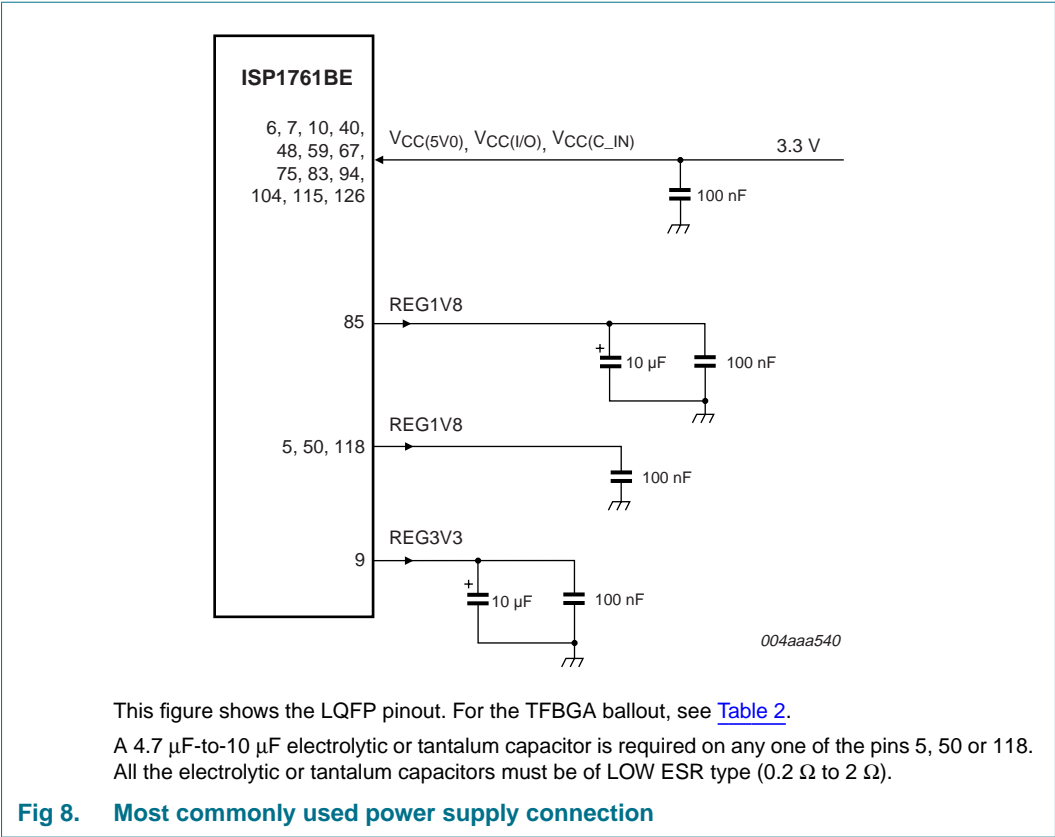 ISP1761BE
6, 7, 10, 40,
48, 59, 67,
75, 83, 94,
104, 115, 126
VCC(5V0), VCC(I/O), VCC(C_IN)
3.3 V
100 nF
85
REG1V8
+
10 µF
100 nF
5, 50, 118
REG1V8
100 nF
9
REG3V3
+
10 µF
100 nF
004aaa540
This figure shows the LQFP pinout. For the TFBGA ballout, see Table 2.
A 4.7 µF-to-10 µF electrolytic or tantalum capacitor is required on any one of the pins 5, 50 or 118.
All the electrolytic or tantalum capacitors must be of LOW ESR type (0.2 Ω to 2 Ω).
Fig 8. Most commonly used power supply connection